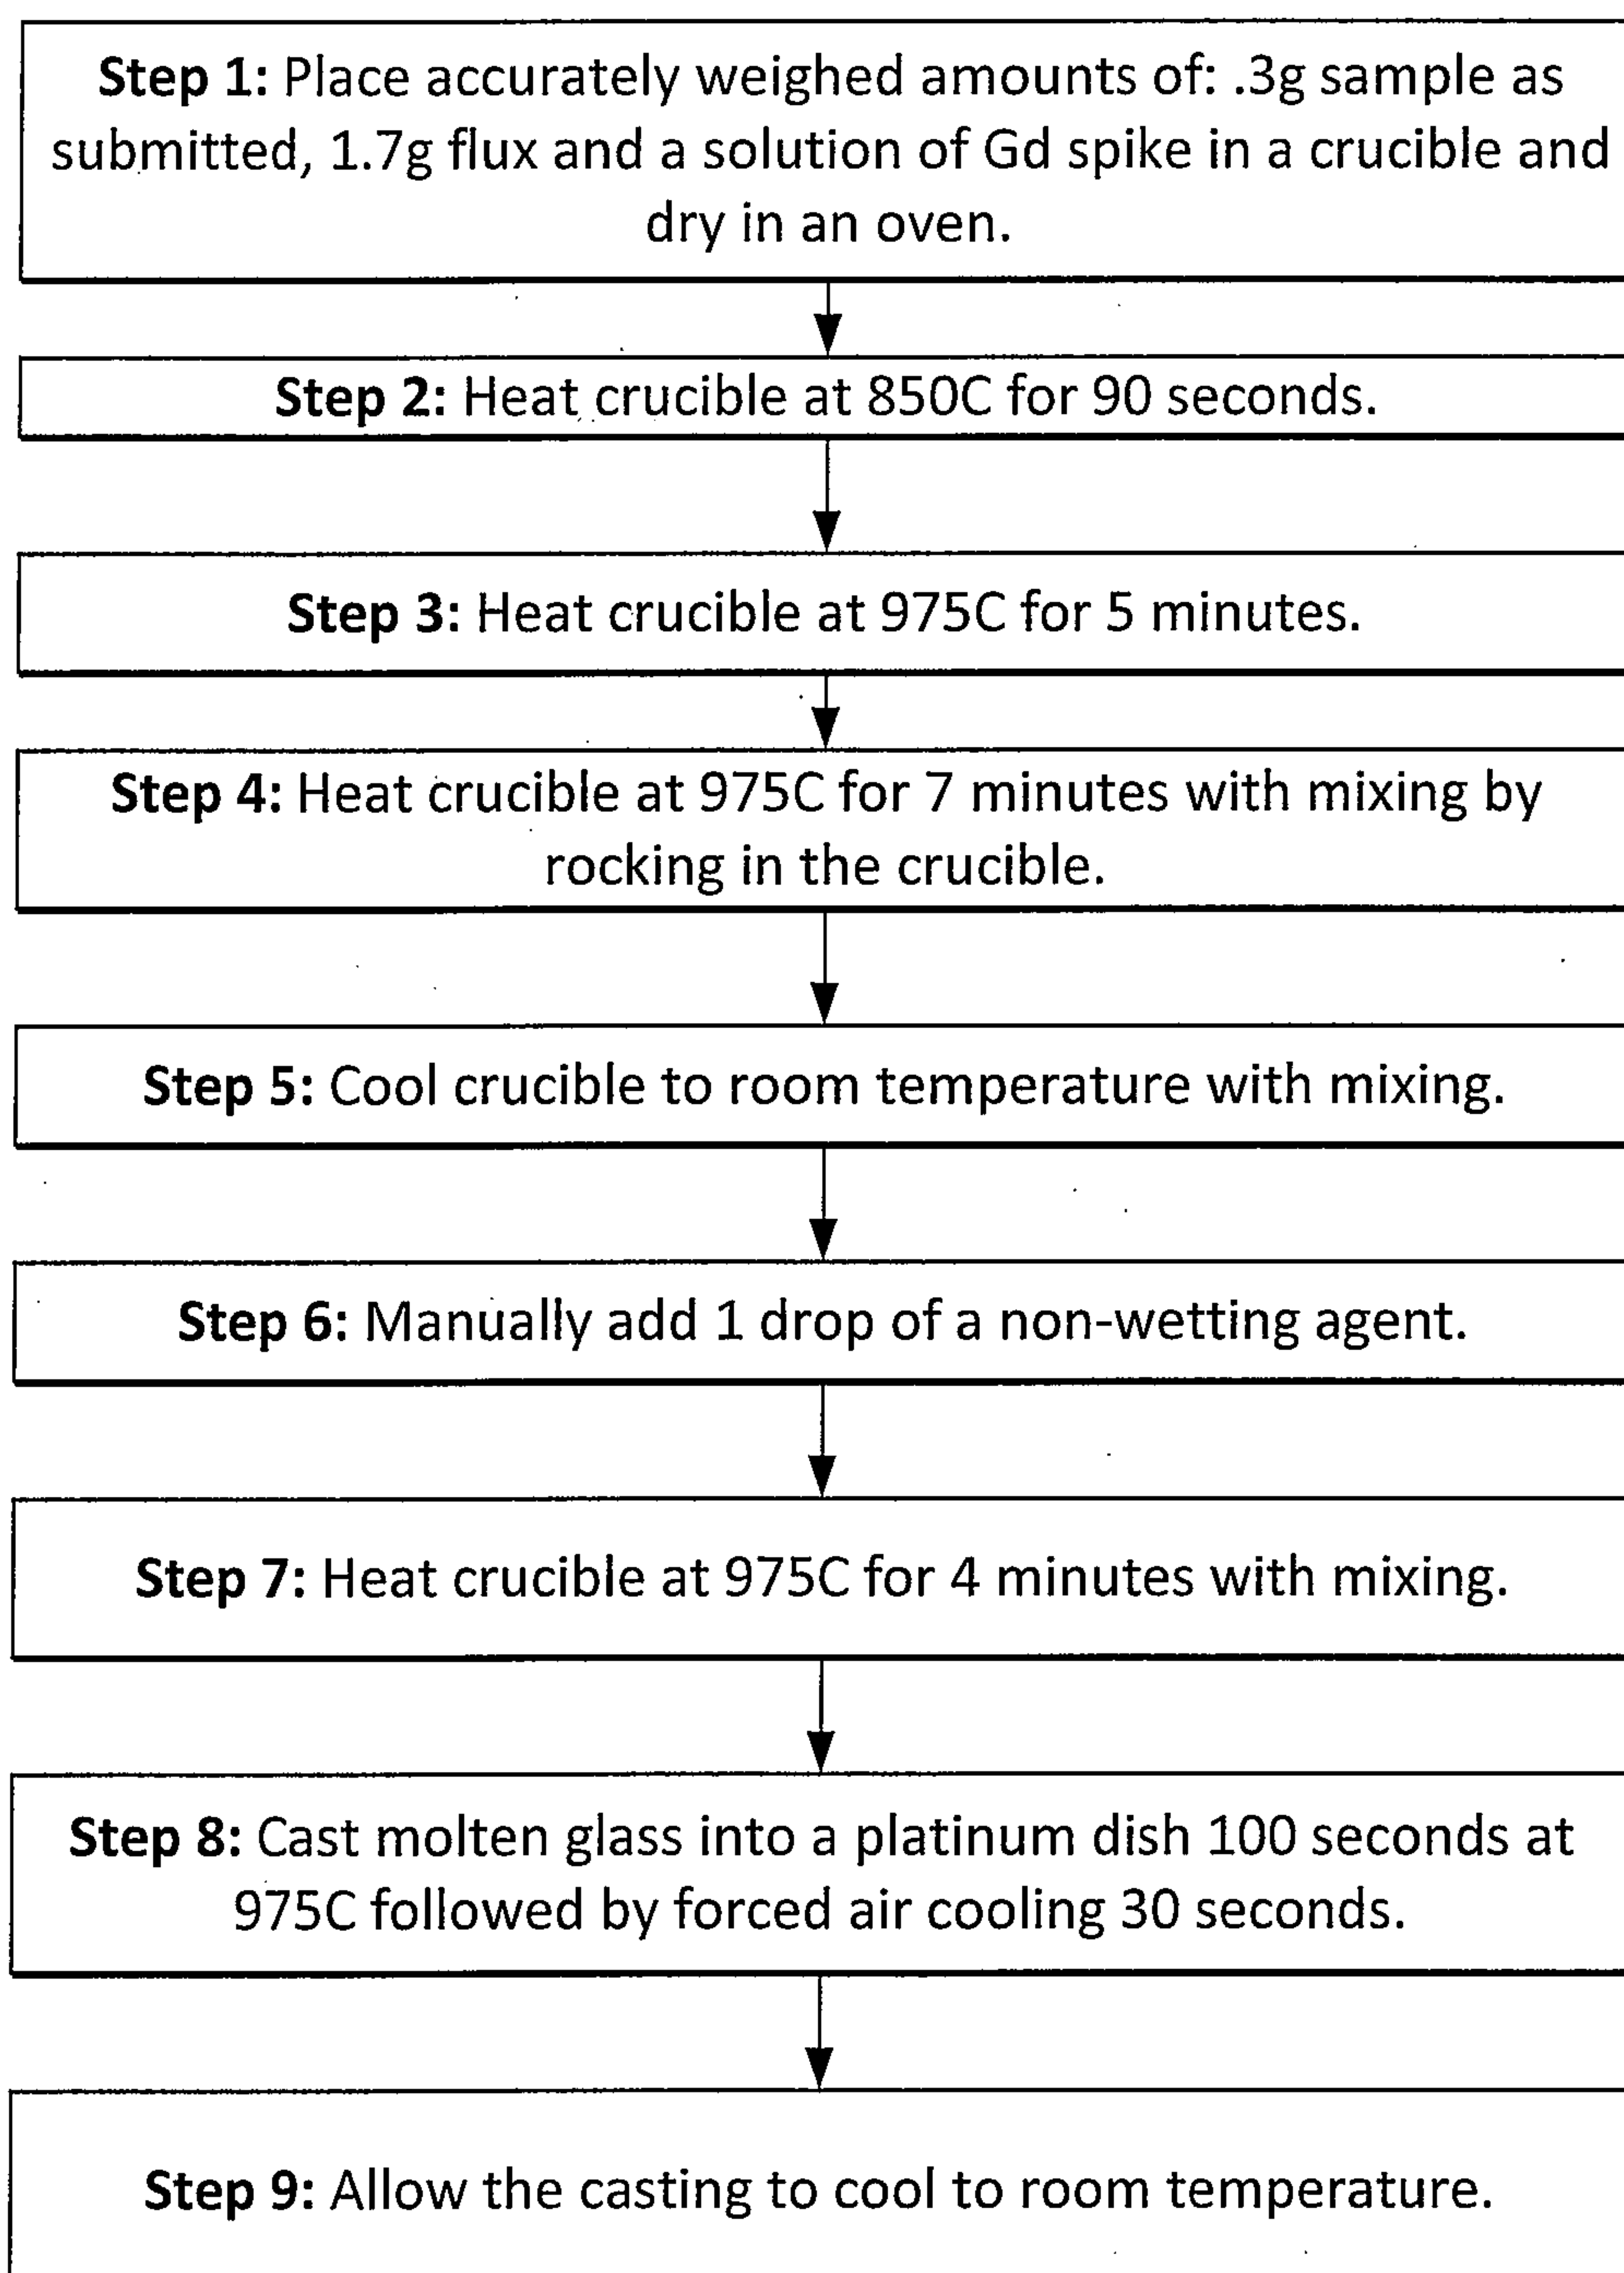 Step 1: Place accurately weighed amounts of: .3g sample as
submitted, 1.7g flux and a solution of Gd spike in a crucible and
dry in an oven.
Step 2: Heat crucible at 850C for 90 seconds.
Step 3: Heat crucible at 975C for 5 minutes.
Step 4: Heat crucible at 975C for 7 minutes with mixing by
rocking in the crucible.
Step 5: Cool crucible to room temperature with mixing.
Step 6: Manually add 1 drop of a non-wetting agent.
Step 7: Heat crucible at 975C for 4 minutes with mixing.
Step 8: Cast molten glass into a platinum dish 100 seconds at
975C followed by forced air cooling 30 seconds.
Step 9: Allow the casting to cool to room temperature.